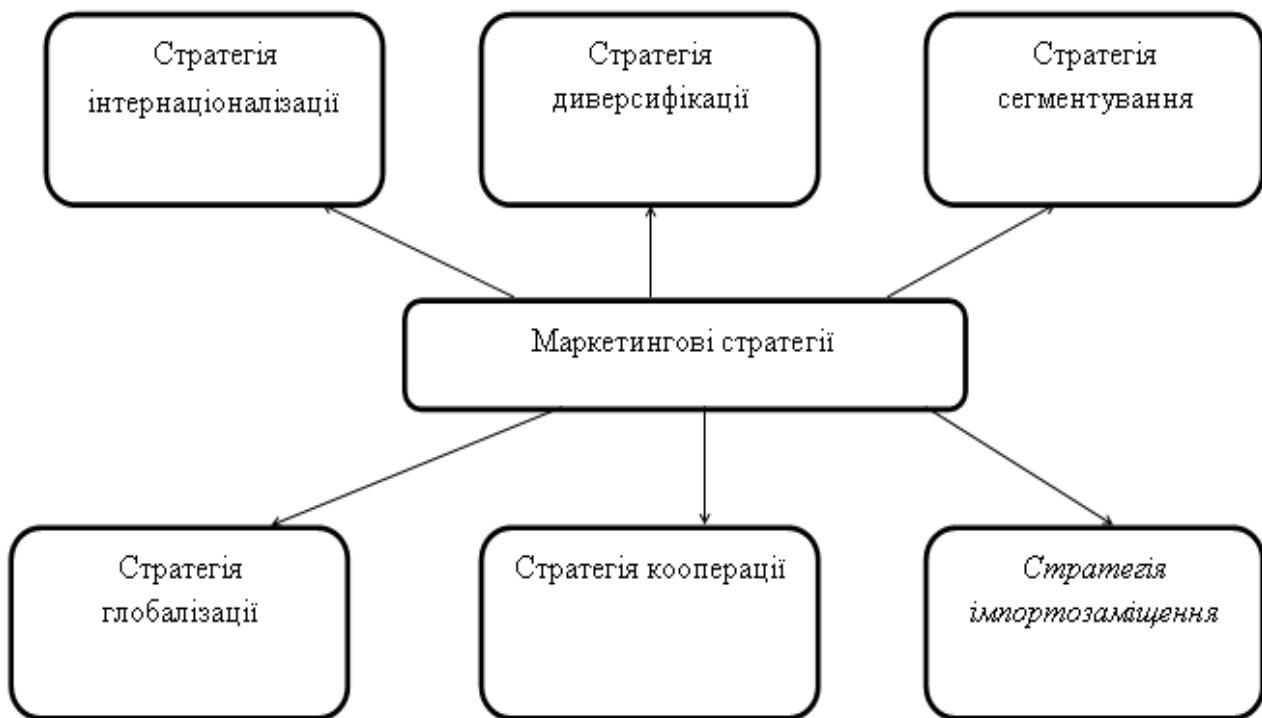 Стратегія
інтернаціоналізації
Стратегія
диверсифікації
Стратегія
сегментування
Маркетингові стратегії
Стратегія
глобалізації
Стратегія кооперації
Стратегія
імпортозаміщення